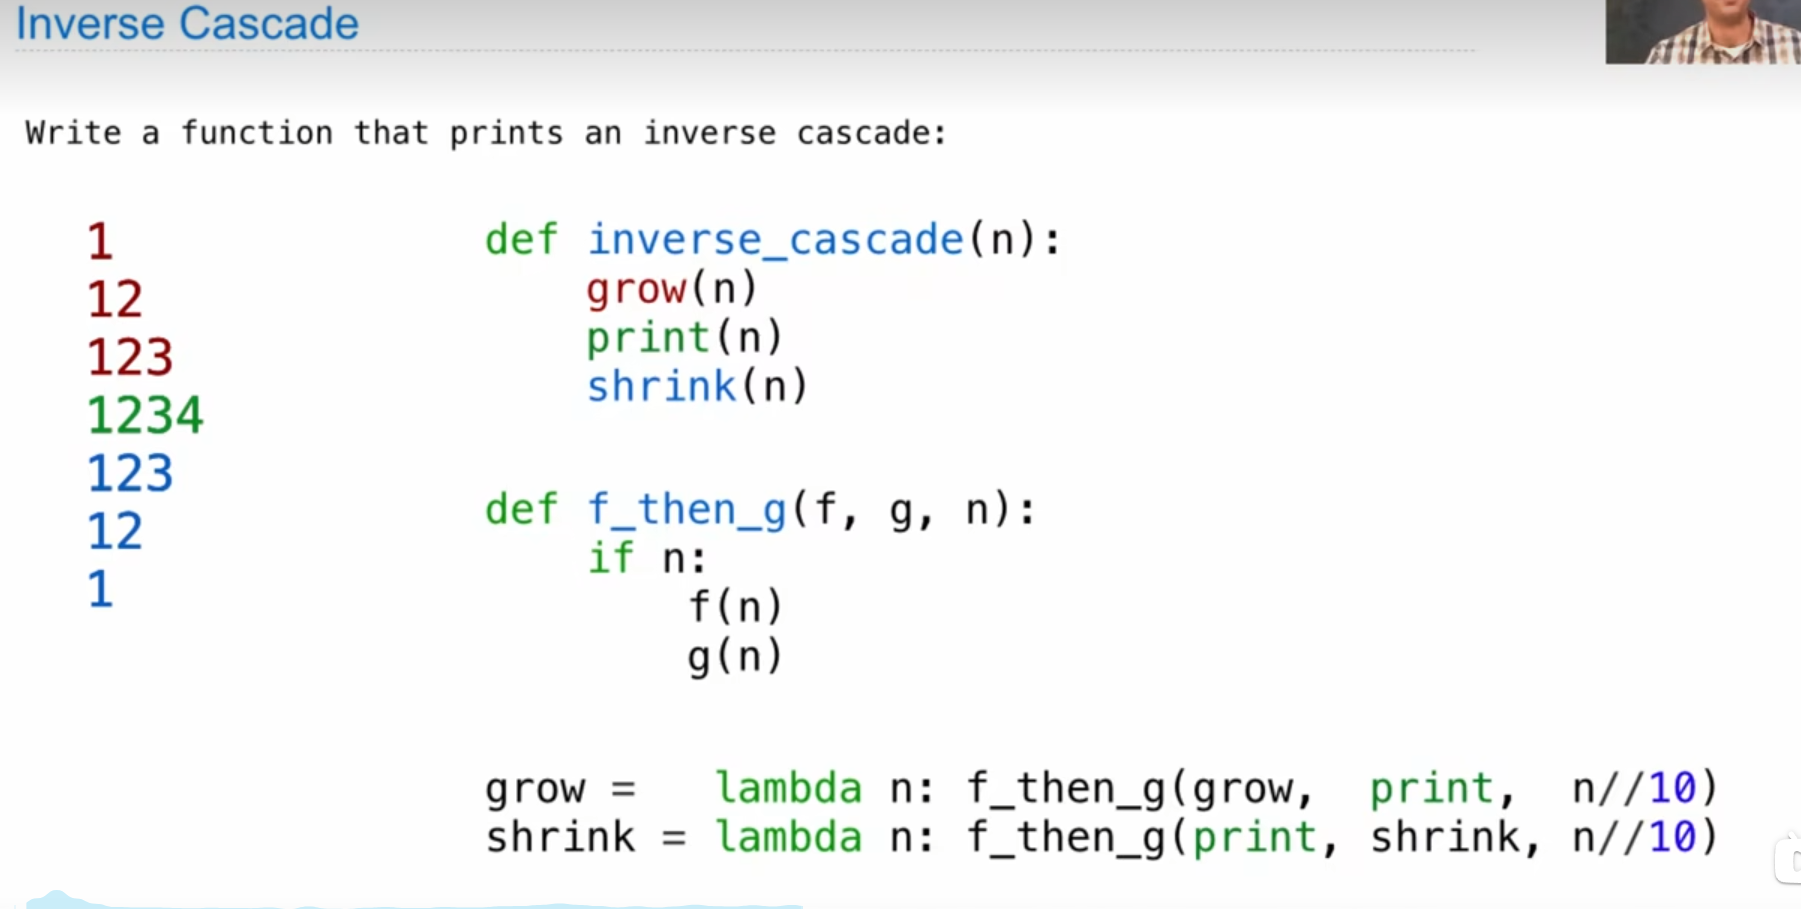 Inverse Cascade
Write a function that prints an inverse cascade:
1
12
123
1234
123
12
1
def inverse_cascade(n):
    grow(n)
    print(n)
    shrink(n)
def f_then_g(f, g, n):
    if n:
        f(n)
        g(n)
grow =   lambda n: f_then_g(grow,  print,  n//10)
shrink = lambda n: f_then_g(print, shrink, n//10)